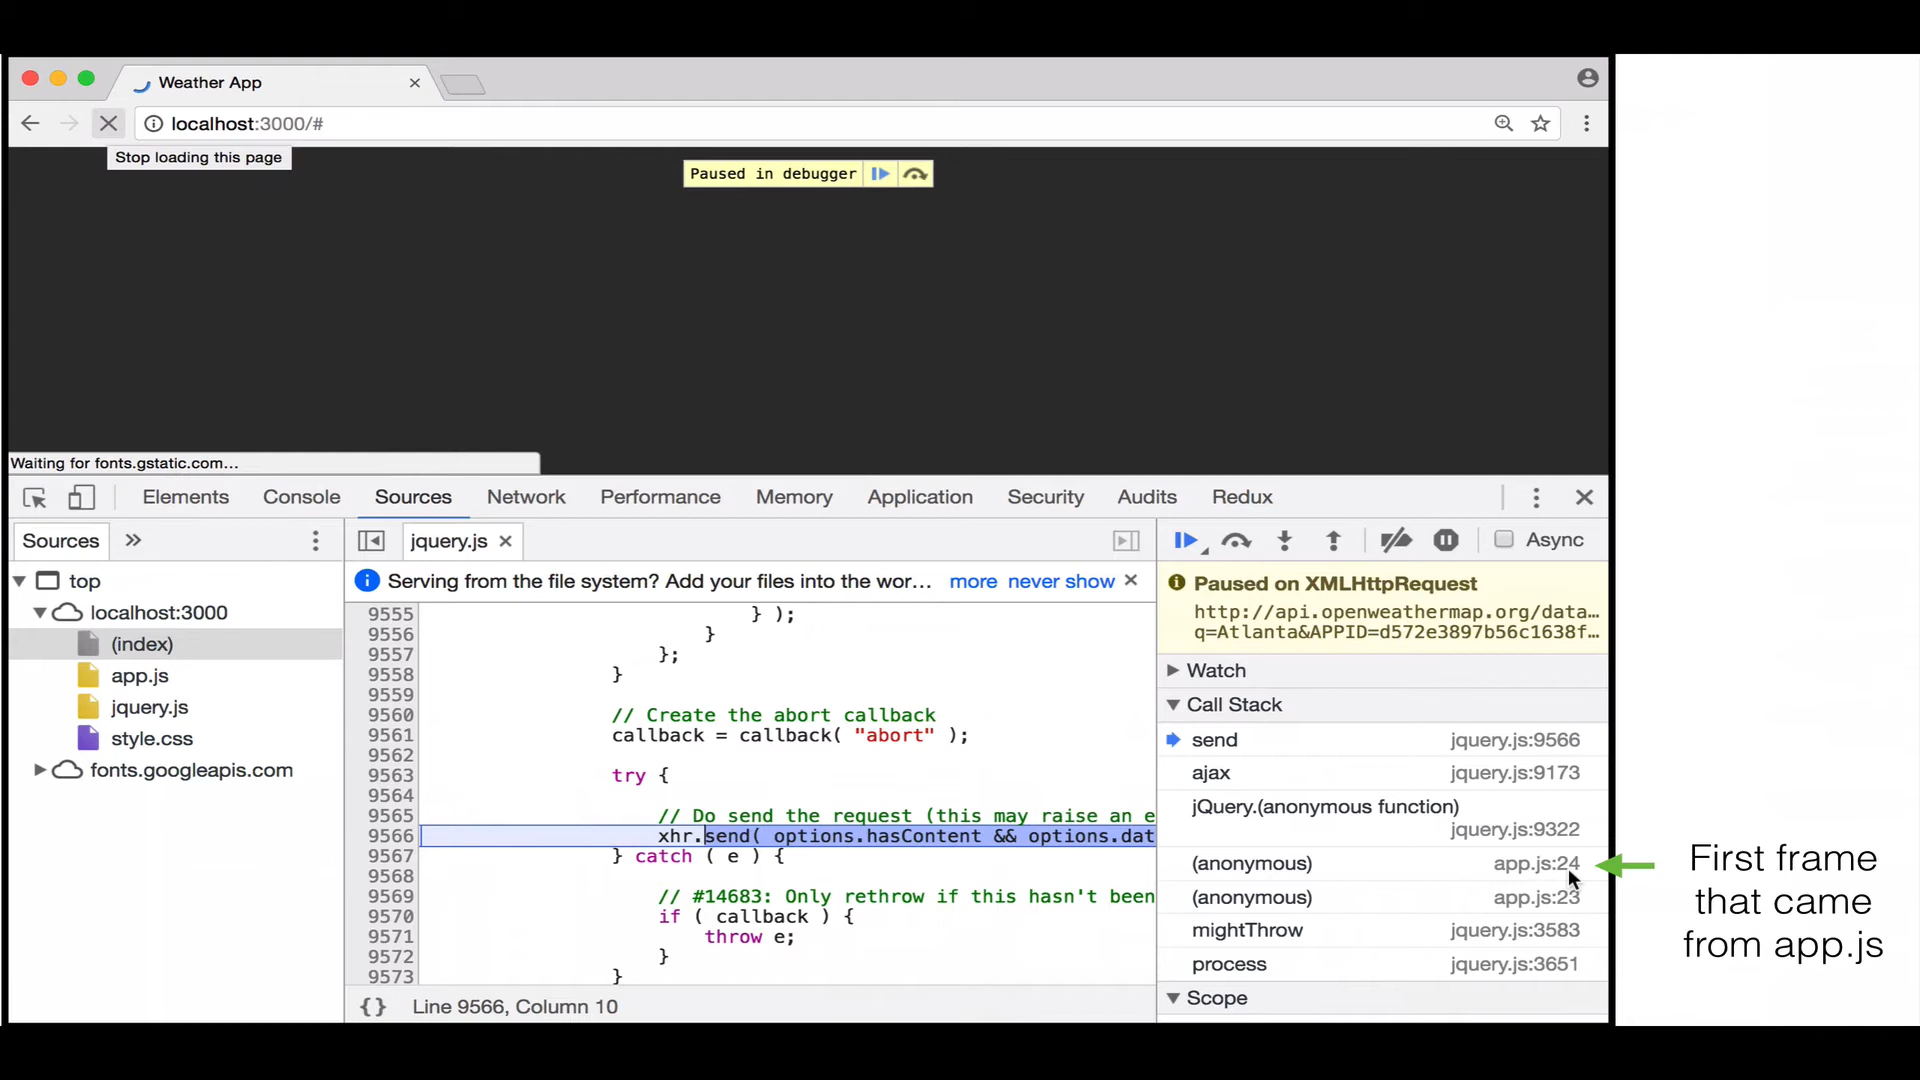 Weather App
localhost:3000/#
Stop loading this page
Paused in debugger
Waiting for fonts.gstatic.com...
Elements Console Sources Network Performance Memory Application Security Audits Redux
Sources
top
localhost:3000
(index)
app.js
jquery.js
style.css
fonts.googleapis.com
jquery.js
Serving from the file system? Add your files into the wor... more never show
9555 } );
9556 }
9557 };
9558 }
9559
9560 // Create the abort callback
9561 callback = callback( "abort" );
9562
9563 try {
9564
9565 // Do send the request (this may raise an e
9566 xhr.send( options.hasContent && options.dat
9567 } catch ( e ) {
9568
9569 // #14683: Only rethrow if this hasn't been
9570 if ( callback ) {
9571 throw e;
9572 }
9573 }
{} Line 9566, Column 10
Async
Paused on XMLHttpRequest
http://api.openweathermap.org/data...
q=Atlanta&APPID=d572e3897b56c1638f...
Watch
Call Stack
send jquery.js:9566
ajax jquery.js:9173
jQuery.(anonymous function)
jquery.js:9322
(anonymous) app.js:24
(anonymous) app.js:23
mightThrow jquery.js:3583
process jquery.js:3651
Scope
First frame
that came
from app.js